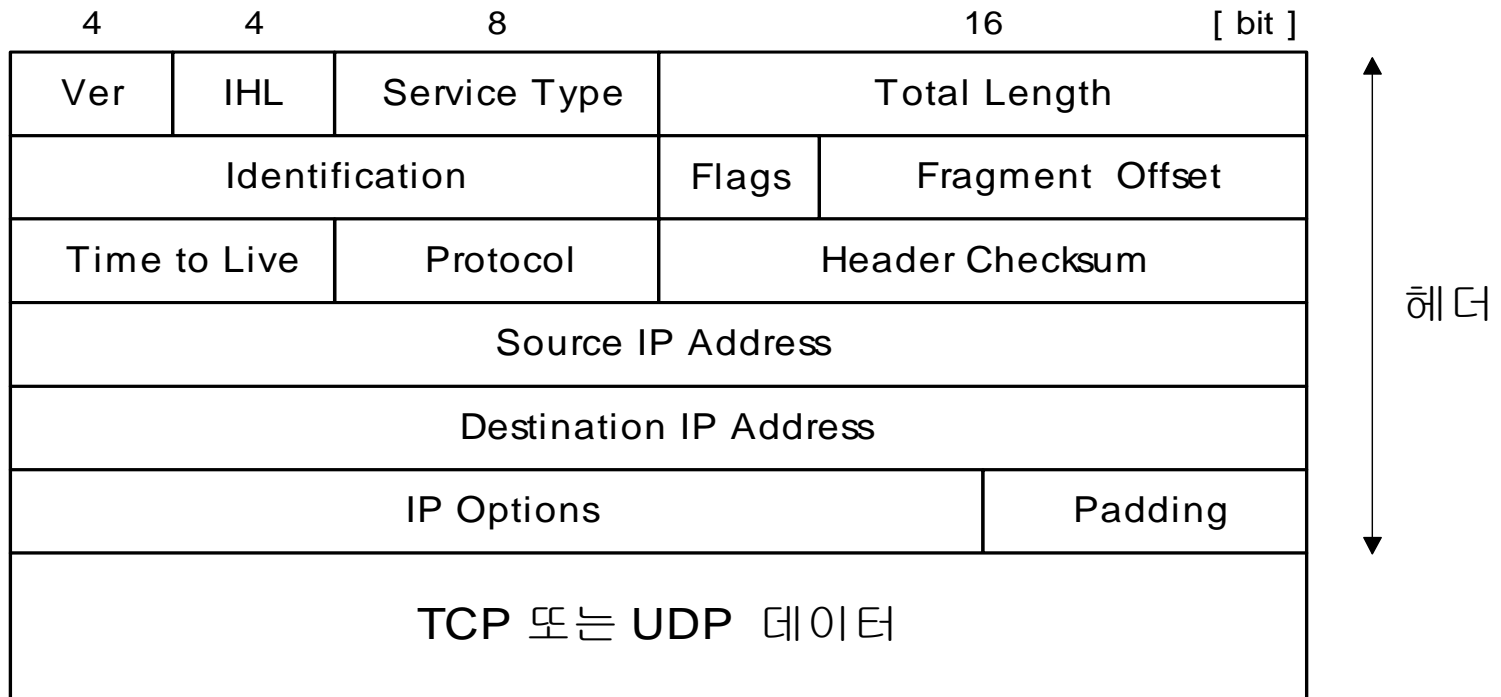 4 4 8 16 [ bit ]
Ver IHL Service Type Total Length
Identification Flags Fragment Offset
Time to Live Protocol Header Checksum
헤더
Source IP Address
Destination IP Address
IP Options Padding
TCP 또는 UDP 데이터